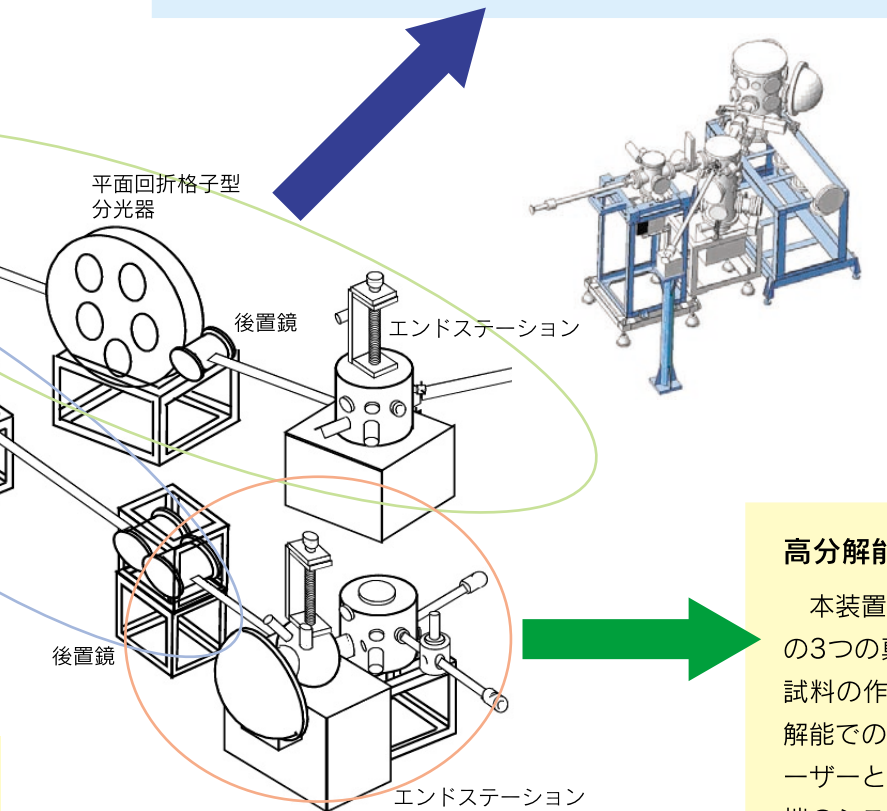 平面回折格子型
分光器
後置鏡
エンドステーション
後置鏡
エンドステーション
高分解能
本装置
の3つの
試料の作
解能での
ーザーと